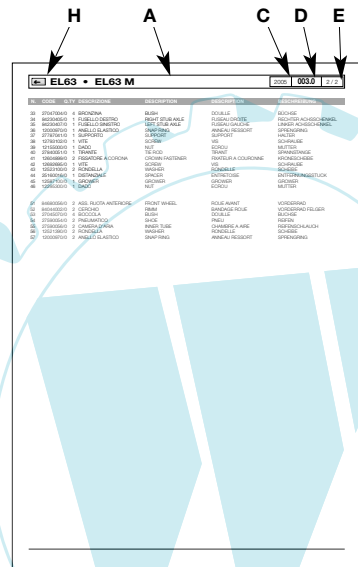 H A C D E
EL63 • EL63 M 2005 003.0 2 / 2
N. CODE Q.TY DESCRIZIONE DESCRIPTION DESCRIPTION BESCHREIBUNG
33 4 BRONZINA BUSH DOUILLE BÜCHSE
35 1 FUSELLO DESTRO RIGHT STUB AXLE FUSEAU DROITE RECHTER ACHSSCHENKEL
35 1 FUSELLO SINISTRO LEFT STUB AXLE FUSEAU GAUCHE LINKER ACHSSCHENKEL
36 1 ANELLO ELASTICO SNAP RING ANNEAU RESSORT SPRENGRING
37 1 SUPPORTO SUPPORT SUPPORT HALTER
38 1 VITE SCREW VIS SCHRAUBE
39 1 DADO NUT ECROU MUTTER
40 1 TIRANTE TIE-ROD TIRANT SPANNSTANGE
41 2 FISSATORE A CORONA CROWN FASTENER FIXATEUR A COURONNE KRONESCHEIBE
42 1 VITE SCREW VIS SCHRAUBE
43 2 RONDELLA WASHER RONDELLE SCHEIBE
44 1 DISTANZIALE SPACER ENTRETOISE ENTFERNUNGSSTUCK
45 1 GROWER GROWER GROWER GROWER
46 1 DADO NUT ECROU MUTTER
51 2 ASS. RUOTA ANTERIORE FRONT WHEEL ROUE AVANT VORDERRAD
52 2 CERCHIO RIMM BANDAGE ROUE VORDERRAD FELGER
53 2 BOCCOLA BUSH DOUILLE BÜCHSE
54 2 PNEUMATICO SHOE PNEU REIFEN
55 2 CAMERA D'ARIA INNER TUBE CHAMBRE A AIRE REIFENSCHLAUCH
56 2 RONDELLA WASHER RONDELLE SCHEIBE
57 2 ANELLO ELASTICO SNAP RING ANNEAU RESSORT SPRENGRING